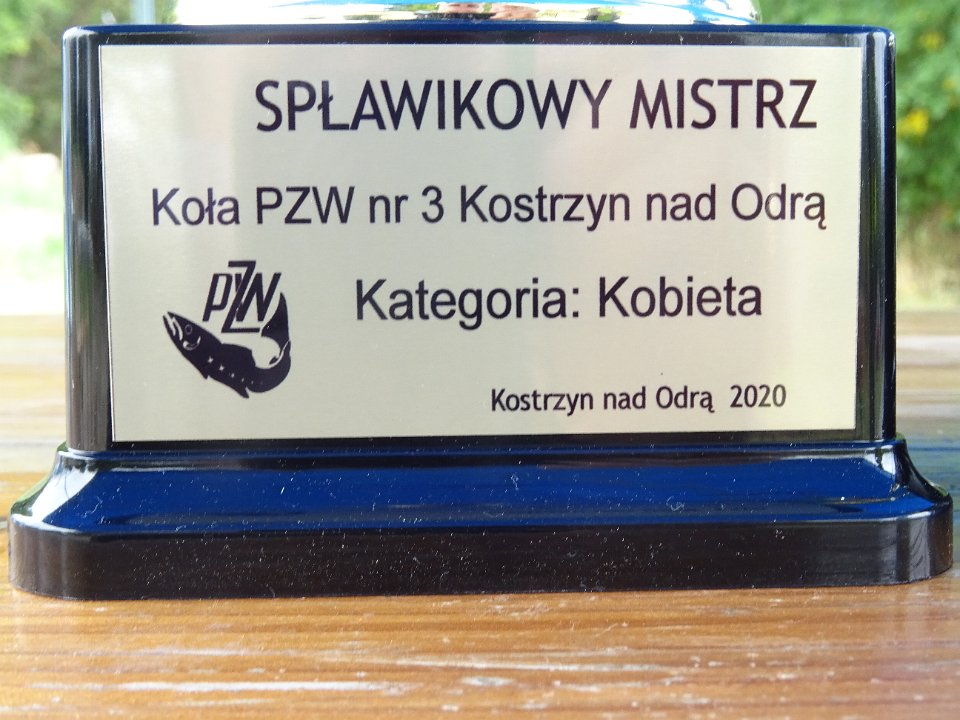 SPŁAWIKOWY MISTRZ
Koła PZW nr 3 Kostrzyn nad Odrą
PZW
Kategoria: Kobieta
Kostrzyn nad Odrą 2020